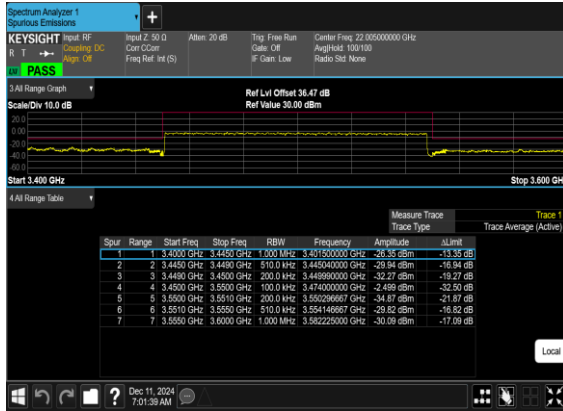 Spectrum Analyzer 1
Spurious Emissions
+
KEYSIGHT Input: RF Input Z: 50 Ω Atten: 20 dB Trig: Free Run Center Freq: 22.005000000 GHz
R T Coupling: DC Corr CCorr Gate: Off Avg|Hold: 100/100
Align: Off Freq Ref: Int (S) IF Gain: Low Radio Std: None
PASS
3 All Range Graph
Ref Lvl Offset 36.47 dB
Scale/Div 10.0 dB Ref Value 30.00 dBm
20.0
0.00
-20.0
-40.0
-60.0
Start 3.400 GHz Stop 3.600 GH
4 All Range Table
Measure Trace Trace 1
Trace Type Trace Average (Active)
Spur Range Start Freq Stop Freq RBW Frequency Amplitude ΔLimit
1 1 3.4000 GHz 3.4450 GHz 1.000 MHz 3.401500000 GHz -26.35 dBm -13.35 dB
2 2 3.4450 GHz 3.4490 GHz 510.0 kHz 3.445040000 GHz -29.94 dBm -16.94 dB
3 3 3.4490 GHz 3.4500 GHz 200.0 kHz 3.449990000 GHz -32.27 dBm -19.27 dB
4 4 3.4500 GHz 3.5500 GHz 100.0 kHz 3.474000000 GHz -2.499 dBm -32.50 dB
5 5 3.5500 GHz 3.5510 GHz 200.0 kHz 3.550296667 GHz -34.87 dBm -21.87 dB
6 6 3.5510 GHz 3.5550 GHz 510.0 kHz 3.554146667 GHz -29.82 dBm -16.82 dB
7 7 3.5550 GHz 3.6000 GHz 1.000 MHz 3.582225000 GHz -30.09 dBm -17.09 dB
Local
? Dec 11, 2024
7:01:39 AM